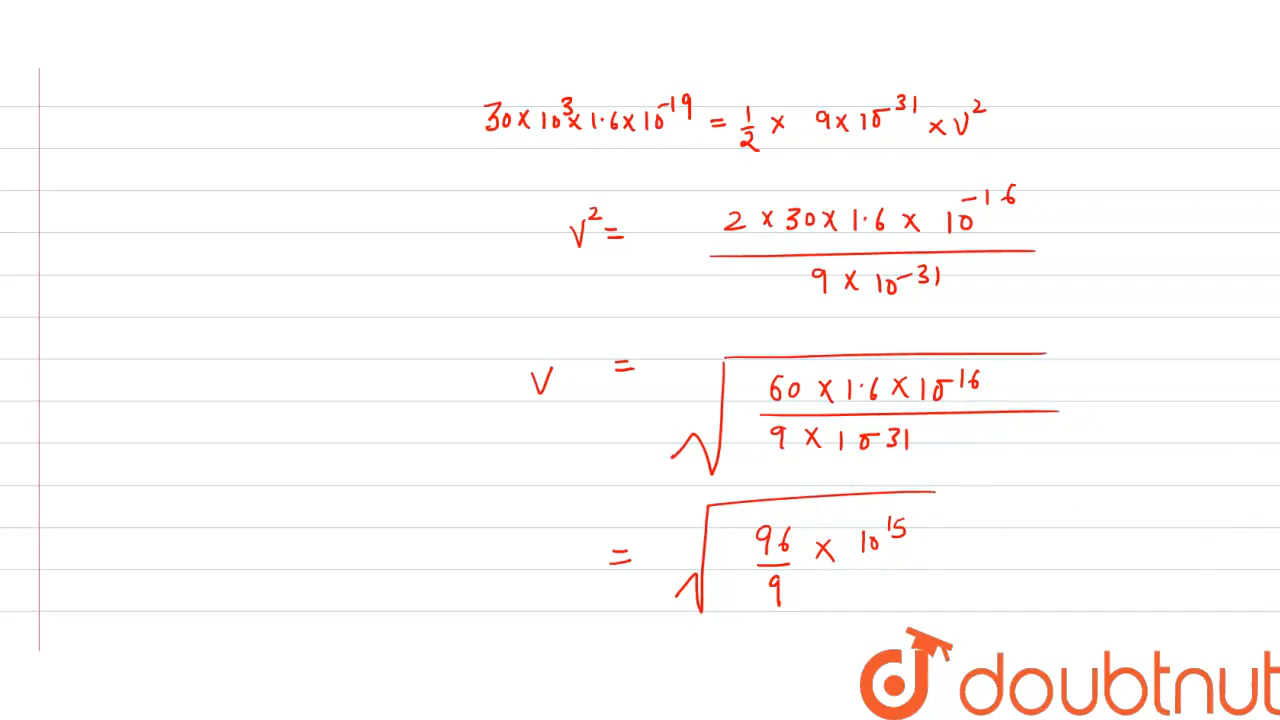 30×10³×1.6×10⁻¹⁹ = 1/2 × 9×10⁻³¹ × v²
v² = 2 × 30 × 1.6 × 10⁻¹⁶
9 × 10⁻³¹
v = √ 60 × 1.6 × 10⁻¹⁶
9 × 10⁻³¹
= √ 96/9 × 10¹⁵
doubtnut